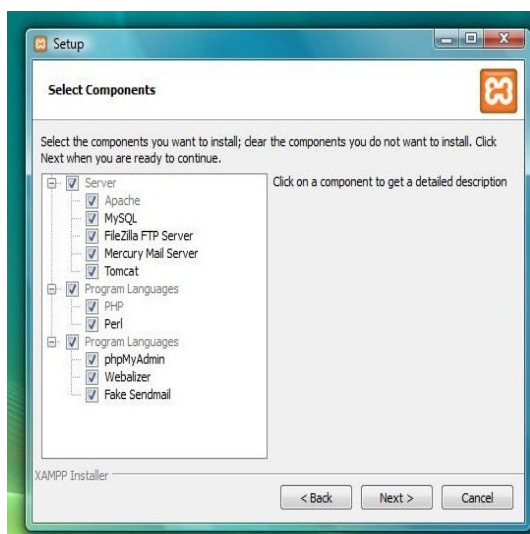 Setup
Select Components
Select the components you want to install; clear the components you do not want to install. Click
Next when you are ready to continue.
Server
Apache
MySQL
FileZilla FTP Server
Mercury Mail Server
Tomcat
Program Languages
PHP
Perl
Program Languages
phpMyAdmin
Webalizer
Fake Sendmail
Click on a component to get a detailed description
XAMPP Installer
< Back
Next >
Cancel